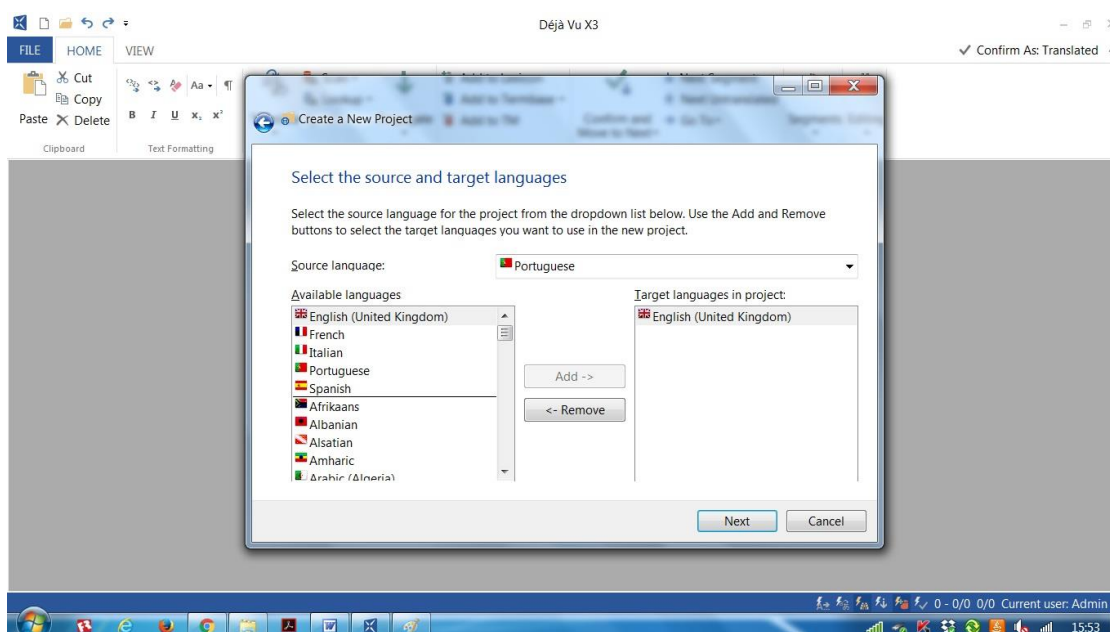 Déjà Vu X3
FILE HOME VIEW
Confirm As: Translated
Cut
Copy
Paste Delete
Aa
B I U x₂ x²
Clipboard Text Formatting
Create a New Project
Select the source and target languages
Select the source language for the project from the dropdown list below. Use the Add and Remove
buttons to select the target languages you want to use in the new project.
Source language: Portuguese
Available languages
English (United Kingdom)
French
Italian
Portuguese
Spanish
Afrikaans
Albanian
Alsatian
Amharic
Arabic (Algeria)
Add ->
<- Remove
Target languages in project:
English (United Kingdom)
Next Cancel
0 - 0/0 0/0 Current user: Admin
15:53